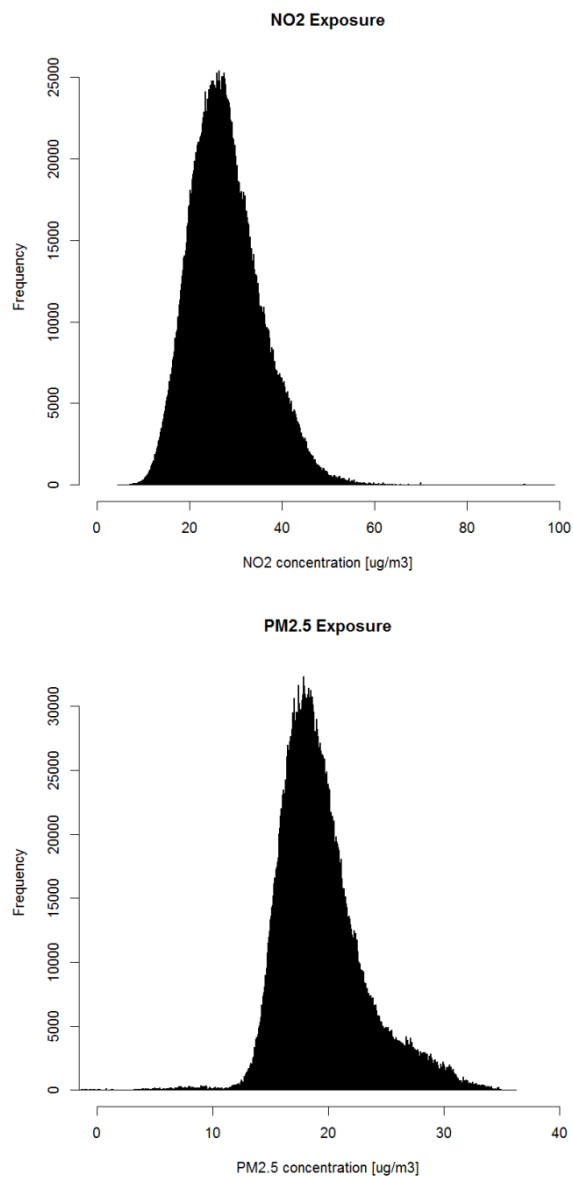 NO2 Exposure
25000
20000
15000
10000
5000
0
Frequency
0 20 40 60 80 100
NO2 concentration [ug/m3]
PM2.5 Exposure
30000
25000
20000
15000
10000
5000
0
Frequency
0 10 20 30 40
PM2.5 concentration [ug/m3]